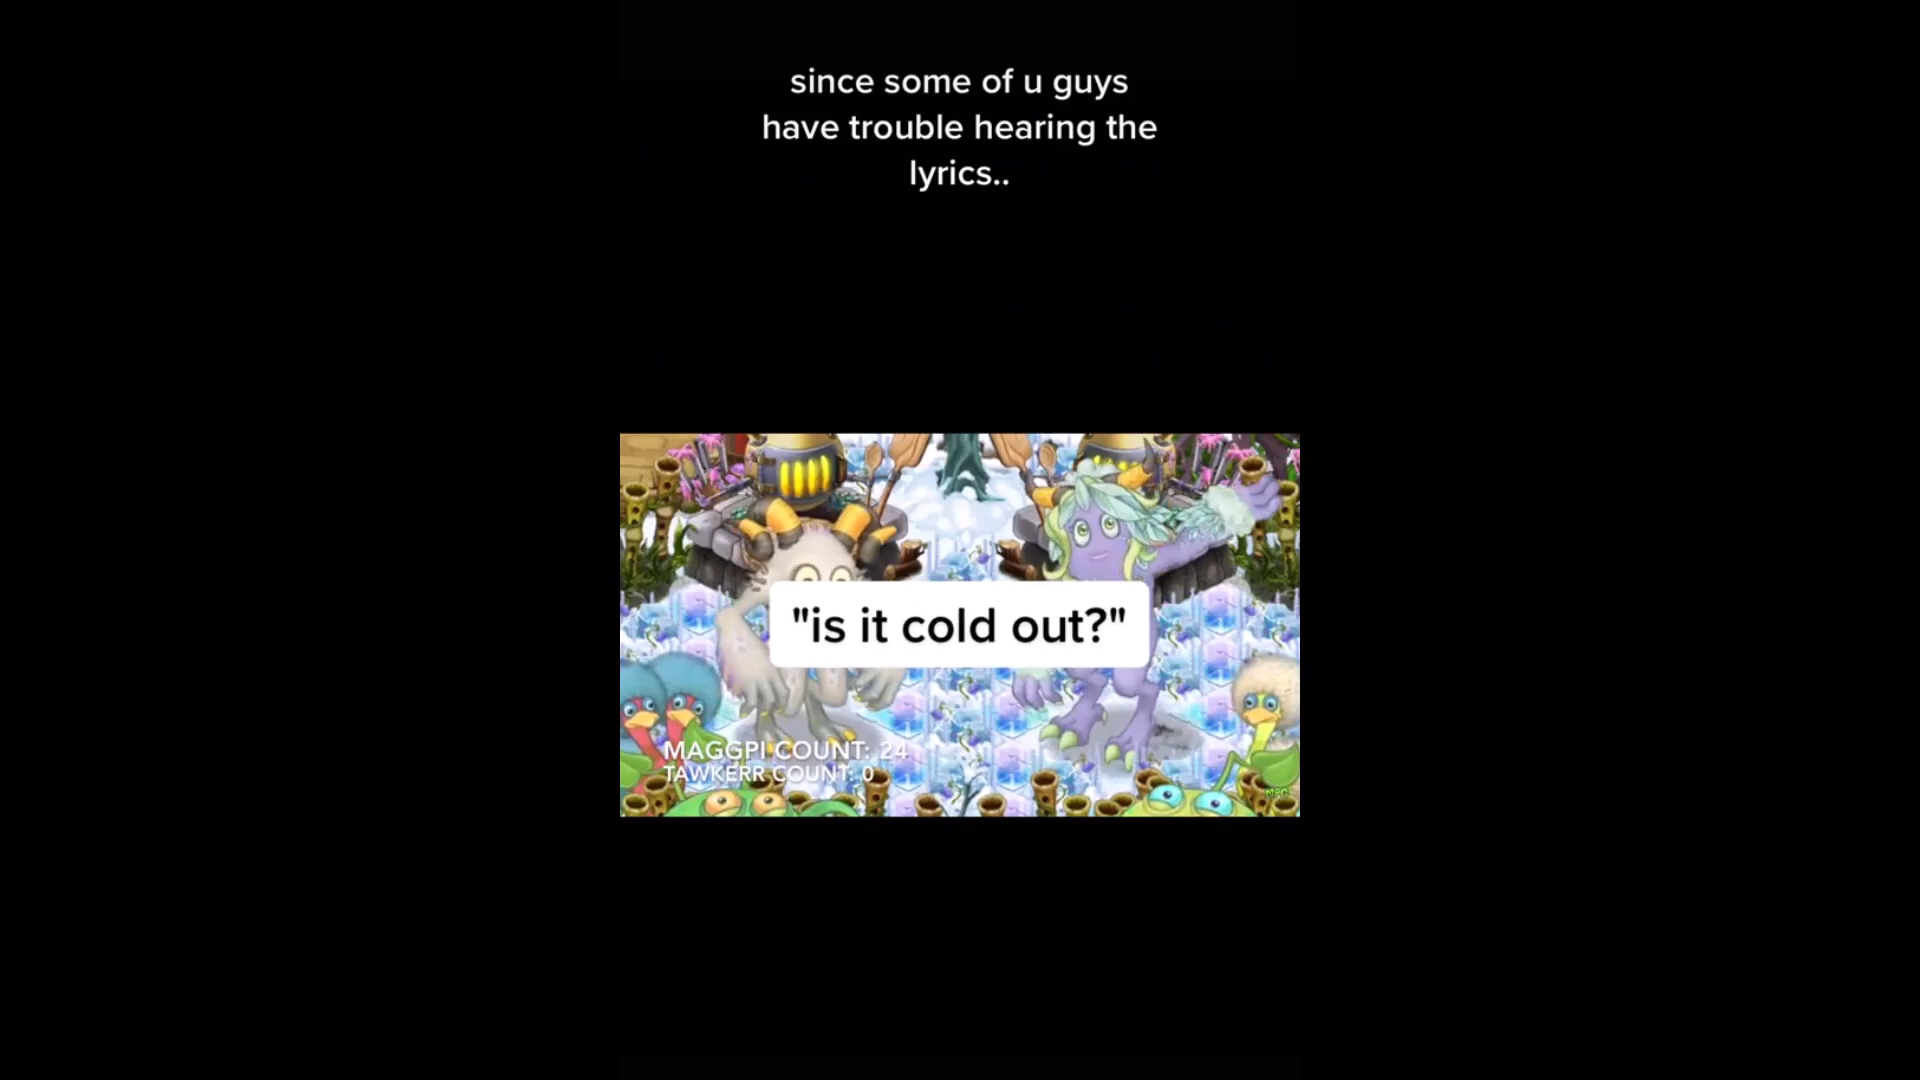 since some of u guys
have trouble hearing the
lyrics..
"is it cold out?"
MAGGPI COUNT: 24
TAWKERR COUNT: 0
MPG